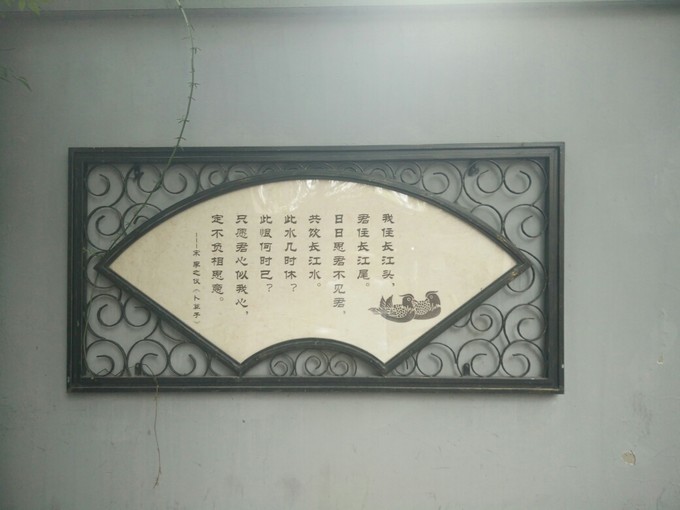 我住长江头，
君住长江尾。
日日思君不见君，
共饮长江水。
此水几时休？
此恨何时已？
只愿君心似我心，
定不负相思意。
——宋 李之仪《卜算子》